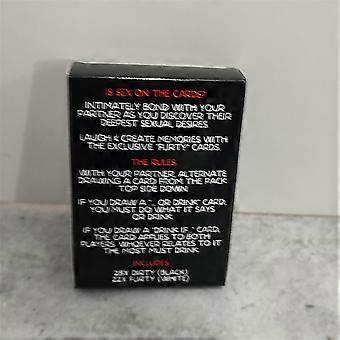 IS SEX ON THE CARDS?
INTIMATELY BOND WITH YOUR
PARTNER AS YOU DISCOVER THEIR
DEEPEST SEXUAL DESIRES
LAUGH & CREATE MEMORIES WITH
THE EXCLUSIVE "FURTY" CARDS.
THE RULES
WITH YOUR PARTNER, ALTERNATE
DRAWING A CARD FROM THE PACK
TOP SIDE DOWN
IF YOU DRAW A "... OR DRINK" CARD,
YOU MUST DO WHAT IT SAYS
OR DRINK
IF YOU DRAW A "DRINK IF..." CARD,
THE CARD APPLIES TO BOTH
PLAYERS. WHOEVER RELATES TO IT
THE MOST MUST DRINK
INCLUDES
DIRTY (BLACK)
22X FURTY (WHITE)